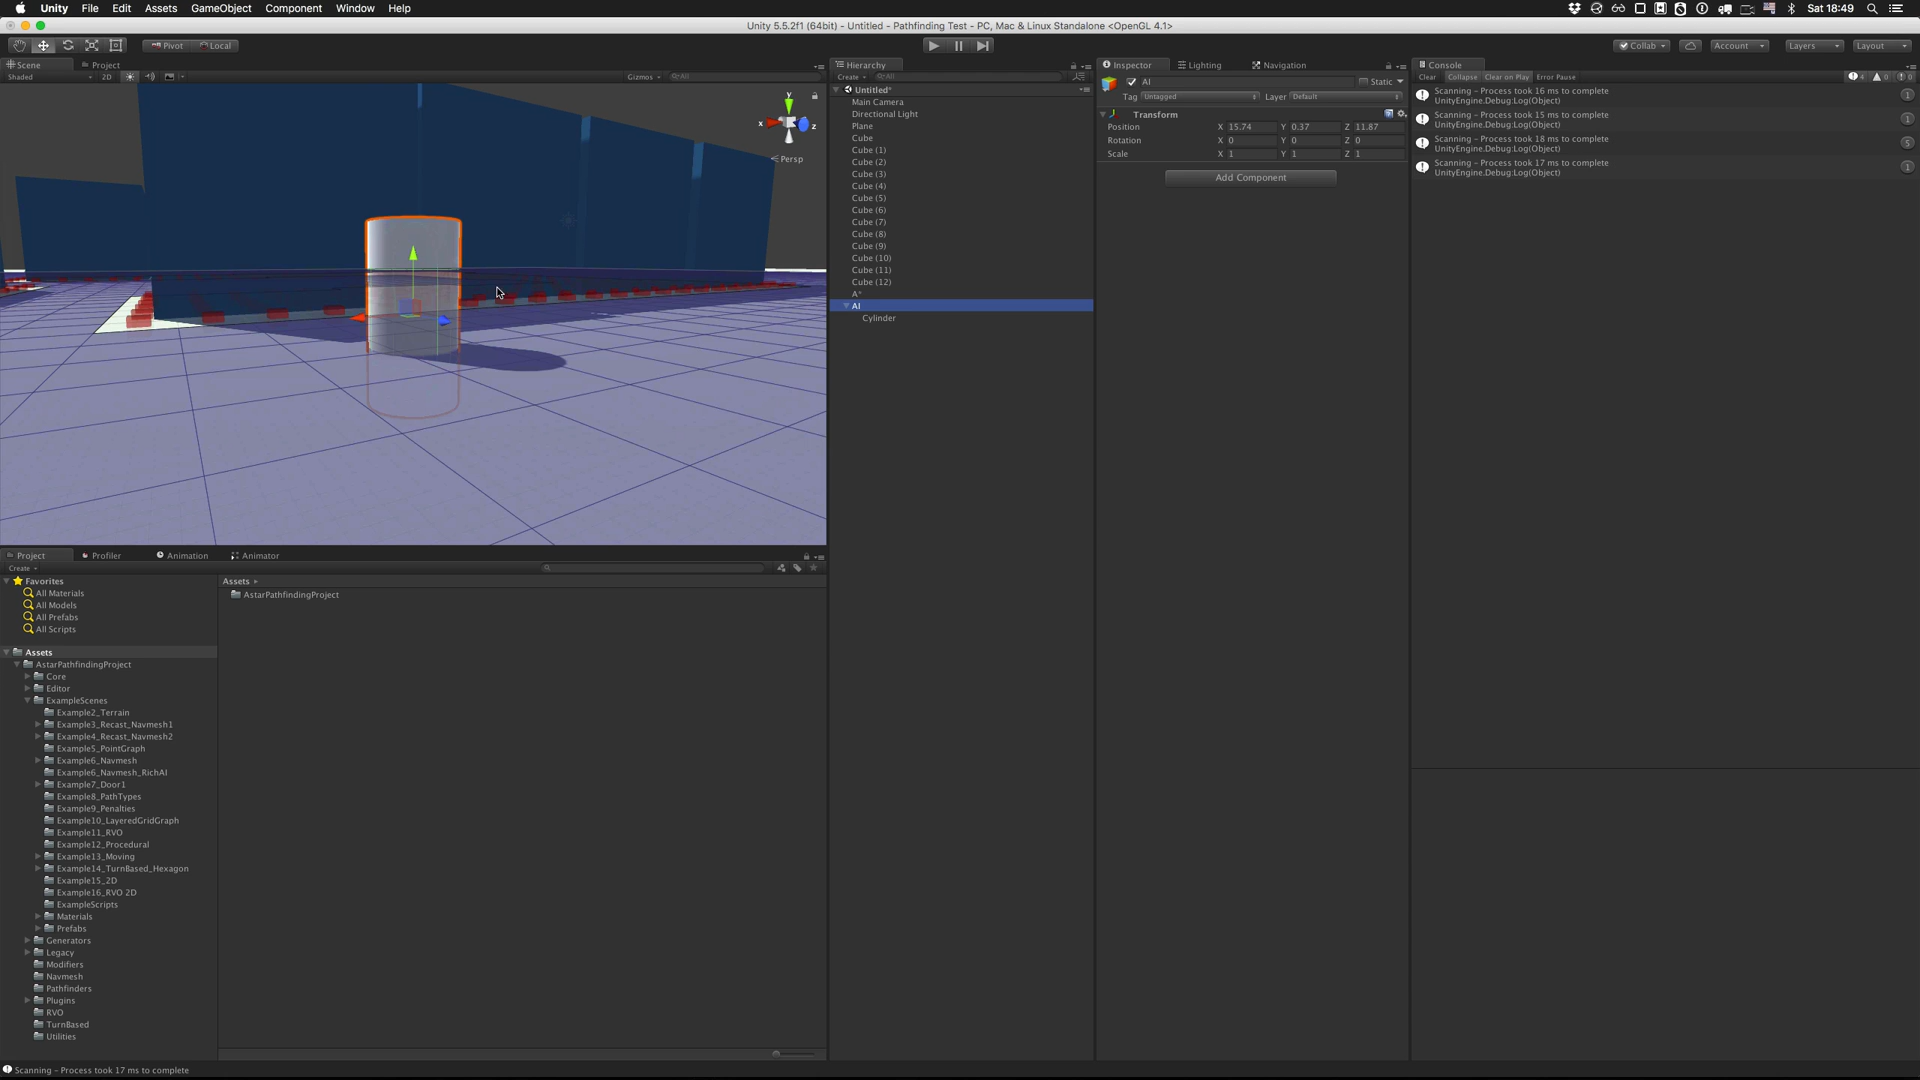 Unity File Edit Assets GameObject Component Window Help
Sat 18:49
Unity 5.5.2f1 (64bit) - Untitled - Pathfinding Test - PC, Mac & Linux Standalone <OpenGL 4.1>
Pivot Local
Collab Account Layers Layout
Scene Project
Shaded 2D Gizmos All
y
x z
Persp
Hierarchy
Create All
Untitled*
Main Camera
Directional Light
Plane
Cube
Cube (1)
Cube (2)
Cube (3)
Cube (4)
Cube (5)
Cube (6)
Cube (7)
Cube (8)
Cube (9)
Cube (10)
Cube (11)
Cube (12)
A*
AI
Cylinder
Inspector Lighting Navigation
AI Static
Tag Untagged Layer Default
Transform
Position X 15.74 Y 0.37 Z 11.87
Rotation X 0 Y 0 Z 0
Scale X 1 Y 1 Z 1
Add Component
Console
Clear Collapse Clear on Play Error Pause 4 0 0
Scanning - Process took 16 ms to complete
UnityEngine.Debug:Log(Object)
1
Scanning - Process took 15 ms to complete
UnityEngine.Debug:Log(Object)
1
Scanning - Process took 18 ms to complete
UnityEngine.Debug:Log(Object)
5
Scanning - Process took 17 ms to complete
UnityEngine.Debug:Log(Object)
1
Project Profiler Animation Animator
Create
Favorites
All Materials
All Models
All Prefabs
All Scripts
Assets
AstarPathfindingProject
Core
Editor
ExampleScenes
Example2_Terrain
Example3_Recast_Navmesh1
Example4_Recast_Navmesh2
Example5_PointGraph
Example6_Navmesh
Example6_Navmesh_RichAI
Example7_Door1
Example8_PathTypes
Example9_Penalties
Example10_LayeredGridGraph
Example11_RVO
Example12_Procedural
Example13_Moving
Example14_TurnBased_Hexagon
Example15_2D
Example16_RVO 2D
ExampleScripts
Materials
Prefabs
Generators
Legacy
Modifiers
Navmesh
Pathfinders
Plugins
RVO
TurnBased
Utilities
Assets
AstarPathfindingProject
Scanning - Process took 17 ms to complete